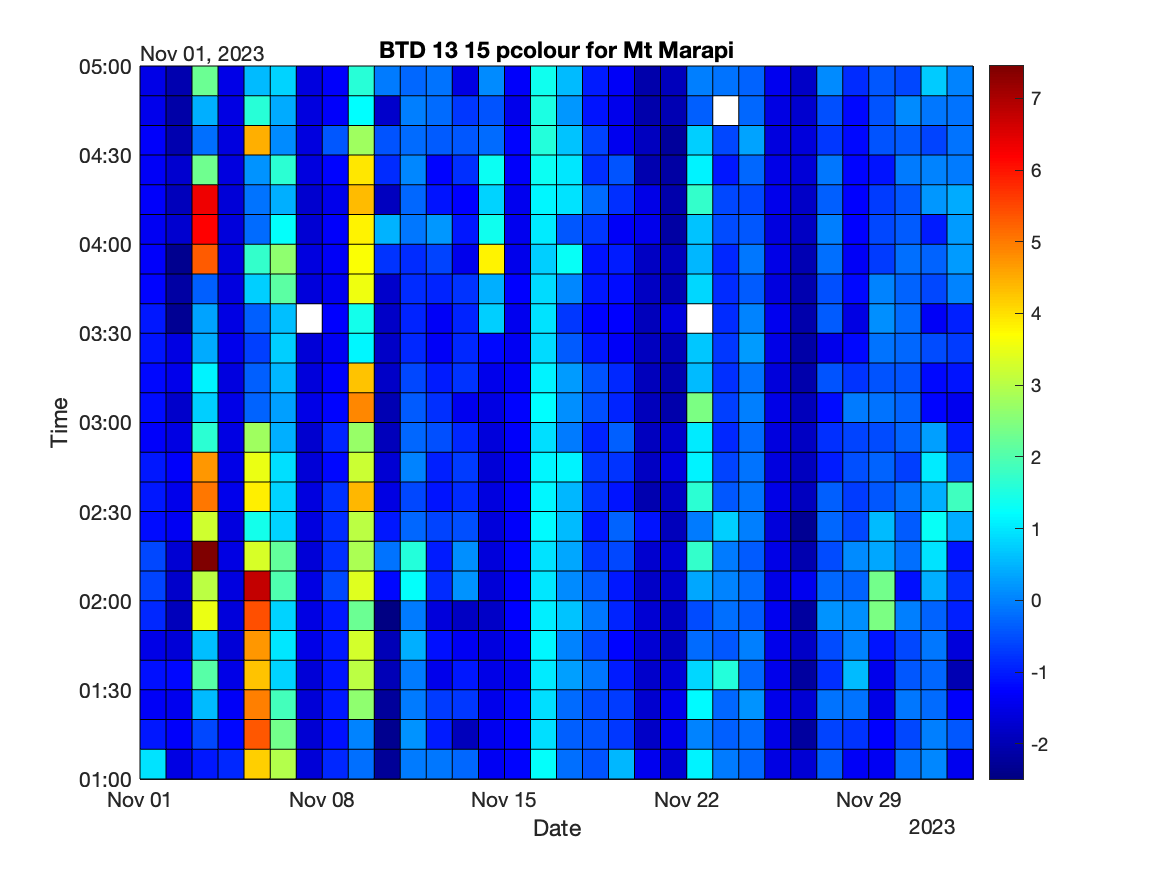 BTD 13 15 pcolour for Mt Marapi
Nov 01, 2023
05:00
04:30
04:00
03:30
03:00
02:30
02:00
01:30
01:00
Time
Nov 01
Nov 08
Nov 15
Nov 22
Nov 29
Date
2023
7
6
5
4
3
2
1
0
-1
-2